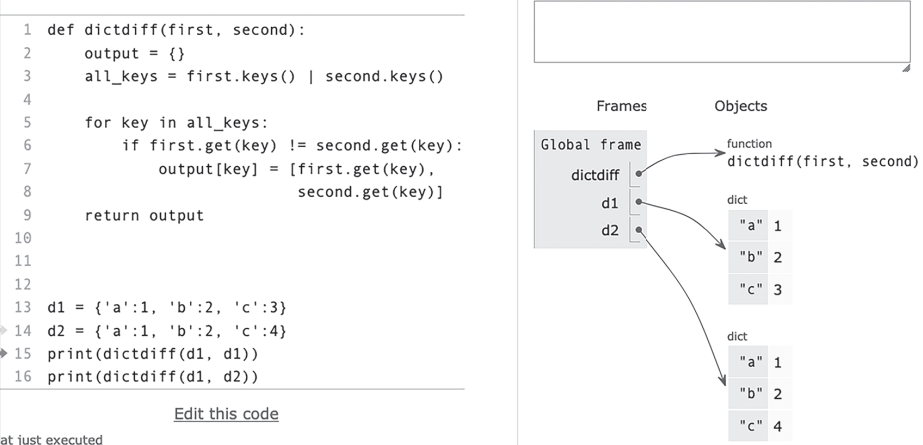 1 def dictdiff(first, second):
2 output = {}
3 all_keys = first.keys() | second.keys()
4
5 for key in all_keys:
6 if first.get(key) != second.get(key):
7 output[key] = [first.get(key),
8 second.get(key)]
9 return output
10
11
12
13 d1 = {'a':1, 'b':2, 'c':3}
14 d2 = {'a':1, 'b':2, 'c':4}
15 print(dictdiff(d1, d1))
16 print(dictdiff(d1, d2))
Edit this code
at just executed
Frames Objects
Global frame
dictdiff
d1
d2
function
dictdiff(first, second)
dict
"a" 1
"b" 2
"c" 3
dict
"a" 1
"b" 2
"c" 4